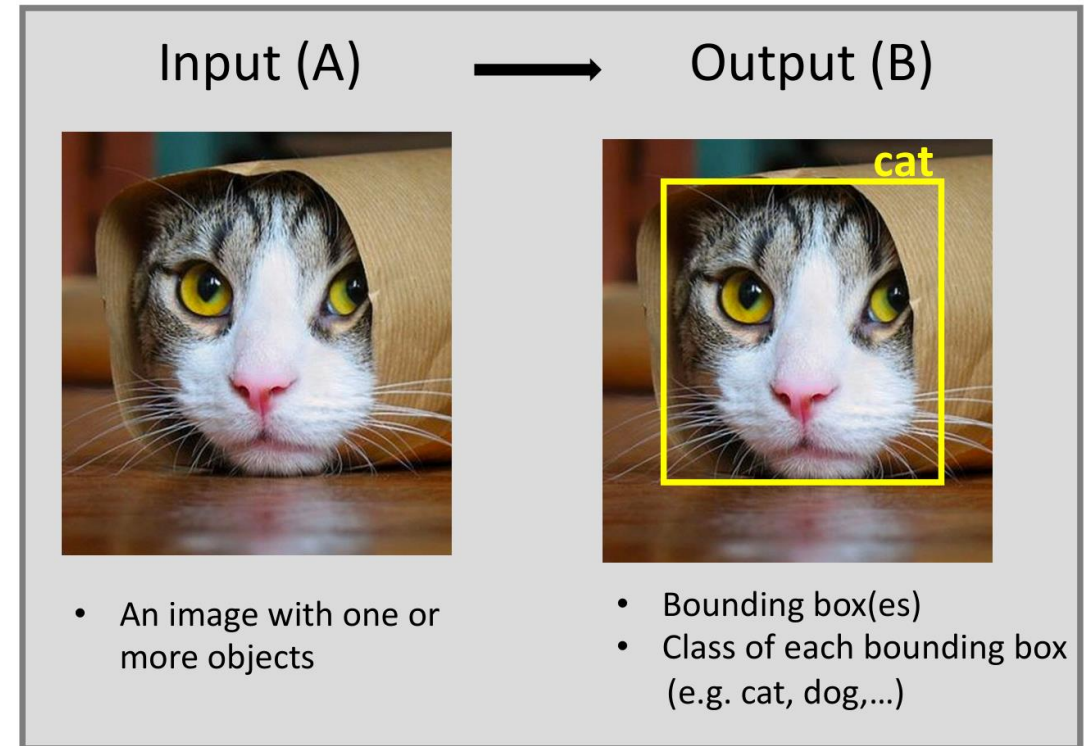 Input (A)
Output (B)
cat
• An image with one or
more objects
• Bounding box(es)
• Class of each bounding box
(e.g. cat, dog,...)